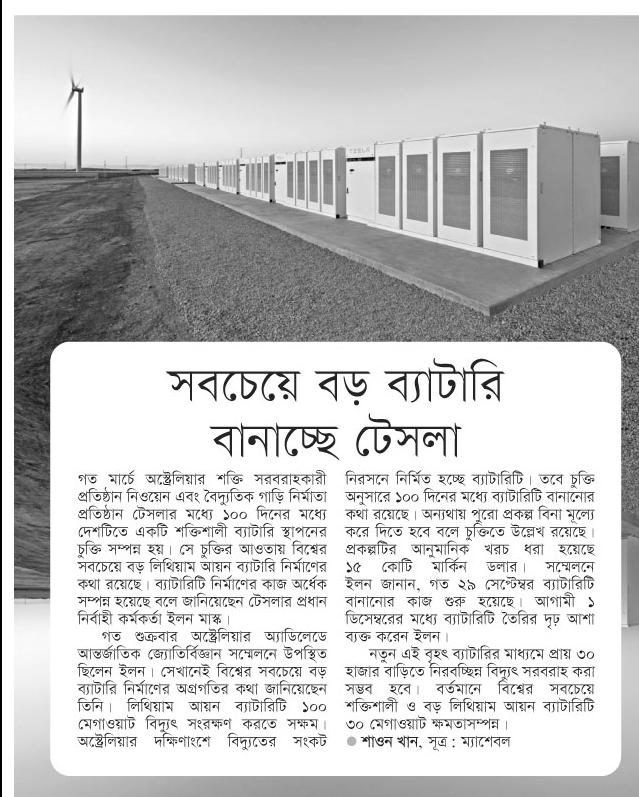 TESLA
সবচেয়ে বড় ব্যাটারি
বানাচ্ছে টেসলা
গত মার্চে অস্ট্রেলিয়ার শক্তি সরবরাহকারী
প্রতিষ্ঠান নিওয়েন এবং বৈদ্যুতিক গাড়ি নির্মাতা
প্রতিষ্ঠান টেসলার মধ্যে ১০০ দিনের মধ্যে
দেশটিতে একটি শক্তিশালী ব্যাটারি স্থাপনের
চুক্তি সম্পন্ন হয়। সে চুক্তির আওতায় বিশ্বের
সবচেয়ে বড় লিথিয়াম আয়ন ব্যাটারি নির্মাণের
কথা রয়েছে। ব্যাটারিটি নির্মাণের কাজ অর্ধেক
সম্পন্ন হয়েছে বলে জানিয়েছেন টেসলার প্রধান
নির্বাহী কর্মকর্তা ইলন মাস্ক।
গত শুক্রবার অস্ট্রেলিয়ার অ্যাডিলেডে
আন্তর্জাতিক জ্যোতির্বিজ্ঞান সম্মেলনে উপস্থিত
ছিলেন ইলন। সেখানেই বিশ্বের সবচেয়ে বড়
ব্যাটারি নির্মাণের অগ্রগতির কথা জানিয়েছেন
তিনি। লিথিয়াম আয়ন ব্যাটারিটি ১০০
মেগাওয়াট বিদ্যুৎ সংরক্ষণ করতে সক্ষম।
অস্ট্রেলিয়ার দক্ষিণাংশে বিদ্যুতের সংকট
নিরসনে নির্মিত হচ্ছে ব্যাটারিটি। তবে চুক্তি
অনুসারে ১০০ দিনের মধ্যে ব্যাটারিটি বানানোর
কথা রয়েছে। অন্যথায় পুরো প্রকল্প বিনা মূল্যে
করে দিতে হবে বলে চুক্তিতে উল্লেখ রয়েছে।
প্রকল্পটির আনুমানিক খরচ ধরা হয়েছে
১৫ কোটি মার্কিন ডলার। সম্মেলনে
ইলন জানান, গত ২৯ সেপ্টেম্বর ব্যাটারিটি
বানানোর কাজ শুরু হয়েছে। আগামী ১
ডিসেম্বরের মধ্যে ব্যাটারিটি তৈরির দৃঢ় আশা
ব্যক্ত করেন ইলন।
নতুন এই বৃহৎ ব্যাটারির মাধ্যমে প্রায় ৩০
হাজার বাড়িতে নিরবচ্ছিন্ন বিদ্যুৎ সরবরাহ করা
সম্ভব হবে। বর্তমানে বিশ্বের সবচেয়ে
শক্তিশালী ও বড় লিথিয়াম আয়ন ব্যাটারিটি
৩০ মেগাওয়াট ক্ষমতাসম্পন্ন।
● শাওন খান, সূত্র : ম্যাশেবল